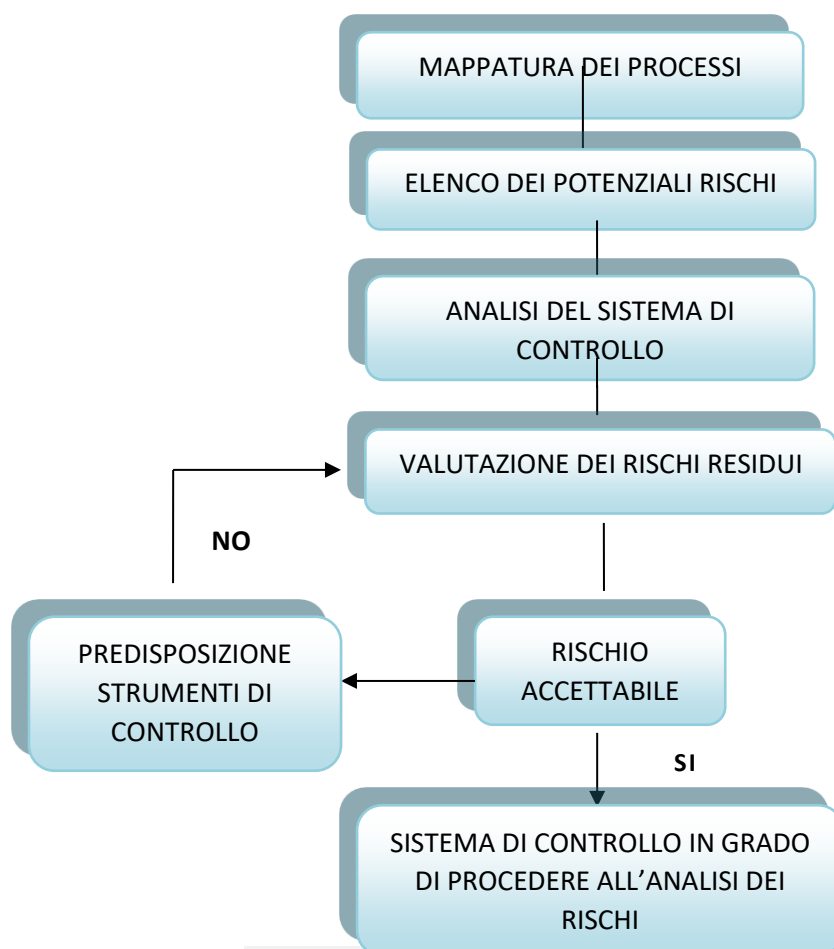 MAPPATURA DEI PROCESSI
ELENCO DEI POTENZIALI RISCHI
ANALISI DEL SISTEMA DI
CONTROLLO
VALUTAZIONE DEI RISCHI RESIDUI
NO
PREDISPOSIZIONE
STRUMENTI DI
CONTROLLO
RISCHIO
ACCETTABILE
SI
SISTEMA DI CONTROLLO IN GRADO
DI PROCEDERE ALL’ANALISI DEI
RISCHI